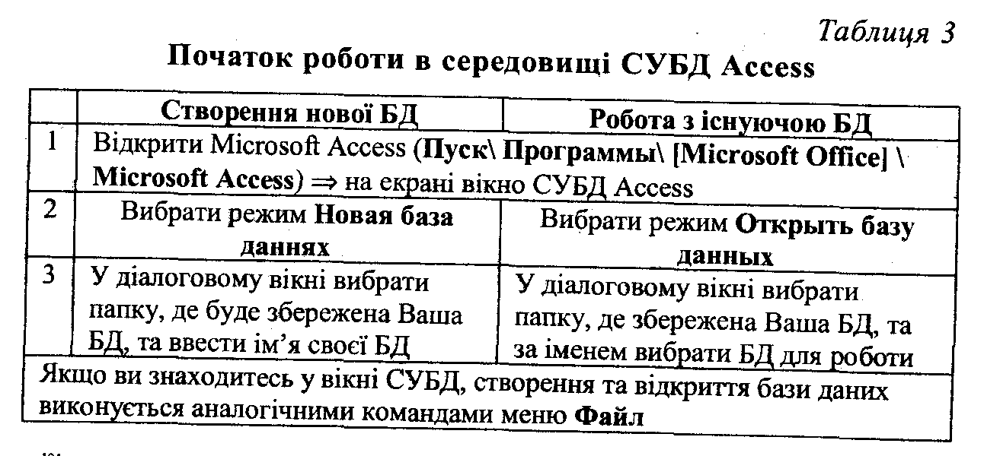 Таблиця 3
Початок роботи в середовищі СУБД Access
Створення нової БД
Робота з існуючою БД
1
Відкрити Microsoft Access (Пуск\ Программы\ [Microsoft Office] \
Microsoft Access) ⇒ на екрані вікно СУБД Access
2
Вибрати режим Новая база
даннях
Вибрати режим Открыть базу
данных
3
У діалоговому вікні вибрати
папку, де буде збережена Ваша
БД, та ввести ім’я своєї БД
У діалоговому вікні вибрати
папку, де збережена Ваша БД, та
за іменем вибрати БД для роботи
Якщо ви знаходитесь у вікні СУБД, створення та відкриття бази даних
виконується аналогічними командами меню Файл